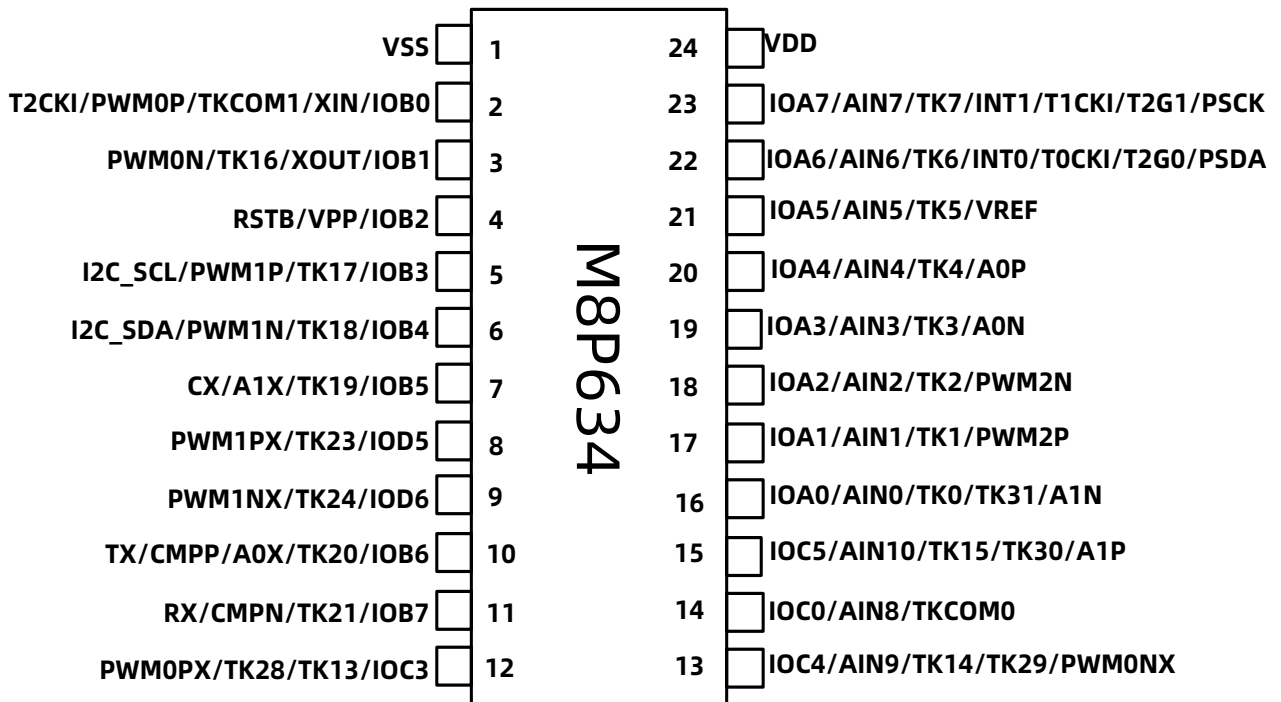 VSS 1 24 VDD
T2CKI/PWM0P/TKCOM1/XIN/IOB0 2 23 IOA7/AIN7/TK7/INT1/T1CKI/T2G1/PSCK
PWM0N/TK16/XOUT/IOB1 3 22 IOA6/AIN6/TK6/INT0/T0CKI/T2G0/PSDA
RSTB/VPP/IOB2 4 21 IOA5/AIN5/TK5/VREF
I2C_SCL/PWM1P/TK17/IOB3 5 20 IOA4/AIN4/TK4/A0P
I2C_SDA/PWM1N/TK18/IOB4 6 19 IOA3/AIN3/TK3/A0N
CX/A1X/TK19/IOB5 7 18 IOA2/AIN2/TK2/PWM2N
PWM1PX/TK23/IOD5 8 17 IOA1/AIN1/TK1/PWM2P
PWM1NX/TK24/IOD6 9 16 IOA0/AIN0/TK0/TK31/A1N
TX/CMPP/A0X/TK20/IOB6 10 15 IOC5/AIN10/TK15/TK30/A1P
RX/CMPN/TK21/IOB7 11 14 IOC0/AIN8/TKCOM0
PWM0PX/TK28/TK13/IOC3 12 13 IOC4/AIN9/TK14/TK29/PWM0NX
M8P634